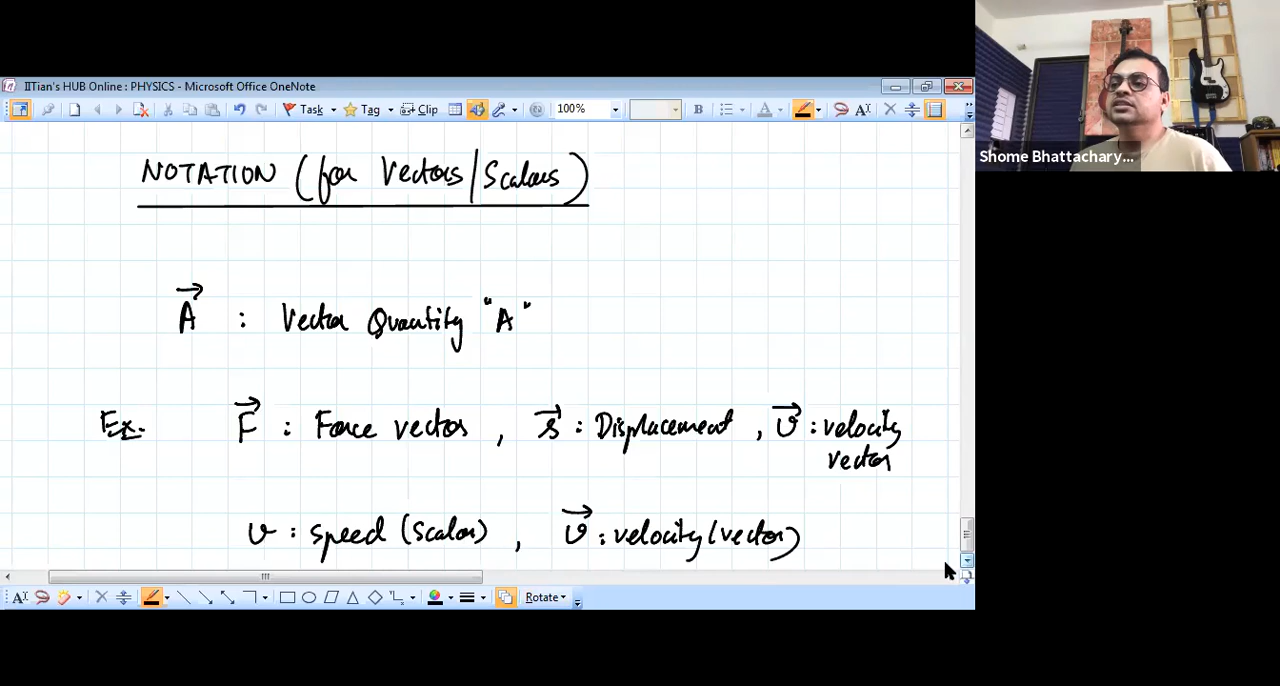 IITian's HUB Online : PHYSICS - Microsoft Office OneNote
Task Tag Clip 100% B A A
Shome Bhattachary...
NOTATION (for Vectors/Scalars)
A⃗ : Vector Quantity "A"
Ex. F⃗ : Force vector , s⃗ : Displacement , v⃗ : velocity
vector
v : speed (scalar) , v⃗ : velocity (vector)
Rotate